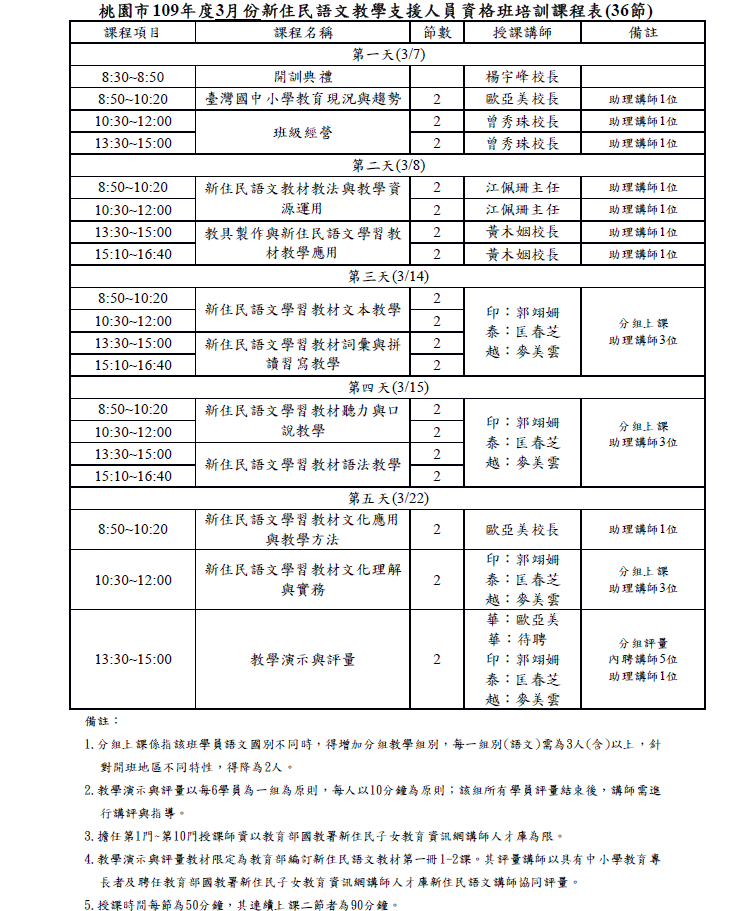 桃園市109年度3月份新住民語文教學支援人員資格班培訓課程表(36節)
課程項目 課程名稱 節數 授課講師 備註
第一天(3/7)
8:30~8:50 開訓典禮 楊宇峰校長
8:50~10:20 臺灣國中小學教育現況與趨勢 2 歐亞美校長 助理講師1位
10:30~12:00 2 曾秀珠校長 助理講師1位
班級經營
13:30~15:00 2 曾秀珠校長 助理講師1位
第二天(3/8)
8:50~10:20 新住民語文教材教法與教學資 2 江佩珊主任 助理講師1位
10:30~12:00 源運用 2 江佩珊主任 助理講師1位
13:30~15:00 教具製作與新住民語文學習教 2 黃木姻校長 助理講師1位
15:10~16:40 材教學應用 2 黃木姻校長 助理講師1位
第三天(3/14)
8:50~10:20 2
新住民語文學習教材文本教學
10:30~12:00 2
13:30~15:00 新住民語文學習教材詞彙與拼 2
15:10~16:40 讀習寫教學 2
印：郭翊姍
泰：匡春芝
越：麥美雲
分組上課
助理講師3位
第四天(3/15)
8:50~10:20 新住民語文學習教材聽力與口 2
10:30~12:00 說教學 2
13:30~15:00 2
新住民語文學習教材語法教學
15:10~16:40 2
印：郭翊姍
泰：匡春芝
越：麥美雲
分組上課
助理講師3位
第五天(3/22)
8:50~10:20 新住民語文學習教材文化應用 2 歐亞美校長 助理講師1位
與教學方法
10:30~12:00 新住民語文學習教材文化理解 2
與實務
印：郭翊姍
泰：匡春芝
越：麥美雲
分組上課
助理講師3位
13:30~15:00 教學演示與評量 2
華：歐亞美
華：待聘
印：郭翊姍
泰：匡春芝
越：麥美雲
分組評量
內聘講師5位
助理講師1位
備註：
1.分組上課係指該班學員語文國別不同時，得增加分組教學組別，每一組別(語文)需為3人(含)以上，針
對開班地區不同特性，得降為2人。
2.教學演示與評量以每6學員為一組為原則，每人以10分鐘為原則；該組所有學員評量結束後，講師需進
行講評與指導。
3.擔任第1門~第10門授課師資以教育部國教署新住民子女教育資訊網講師人才庫為限。
4.教學演示與評量教材限定為教育部編訂新住民語文教材第一冊1-2課。其評量講師以具有中小學教育專
長者及聘任教育部國教署新住民子女教育資訊網講師人才庫新住民語文講師協同評量。
5.授課時間每節為50分鐘，其連續上課二節者為90分鐘。